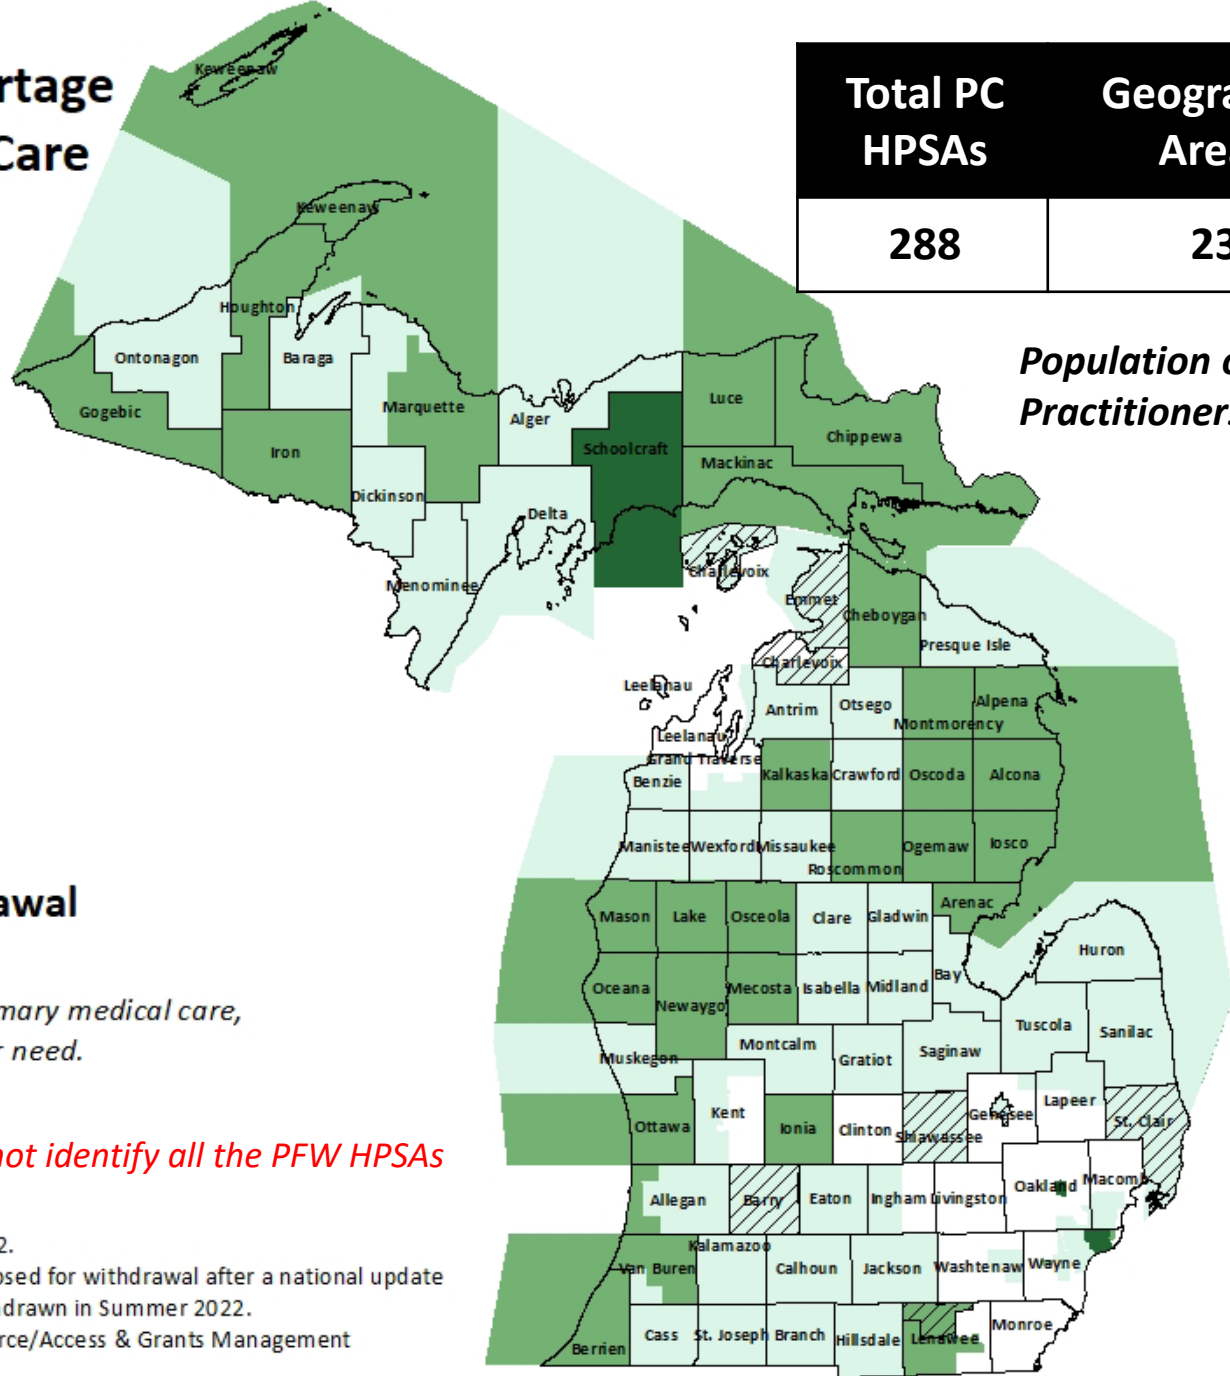 rtage
Care
Total PC
HPSAs
Geogra
Are
288
23
Population o
Practitioner
Keweenaw
Keweenaw
Houghton
Ontonagon
Baraga
Gogebic
Marquette
Iron
Alger
Luce
Schoolcraft
Chippewa
Mackinac
Dickinson
Delta
Menominee
Charlevoix
Emmet
Cheboygan
Presque Isle
Charlevoix
Leelanau
Antrim
Otsego
Alpena
Montmorency
Leelanau
Grand Traverse
Benzie
Kalkaska
Crawford
Oscoda
Alcona
Manistee
Wexford
Missaukee
Roscommon
Ogemaw
Iosco
Arenac
Mason
Lake
Osceola
Clare
Gladwin
Huron
Oceana
Newaygo
Mecosta
Isabella
Midland
Bay
Tuscola
Sanilac
Muskegon
Montcalm
Gratiot
Saginaw
Kent
Ottawa
Ionia
Clinton
Shiawassee
Genesee
Lapeer
St. Clair
Allegan
Barry
Eaton
Ingham
Livingston
Oakland
Macomb
Kalamazoo
Van Buren
Calhoun
Jackson
Washtenaw
Wayne
Berrien
Cass
St. Joseph
Branch
Hillsdale
Lenawee
Monroe
awal
mary medical care,
r need.
not identify all the PFW HPSAs
2.
osed for withdrawal after a national update
hdrawn in Summer 2022.
rce/Access & Grants Management